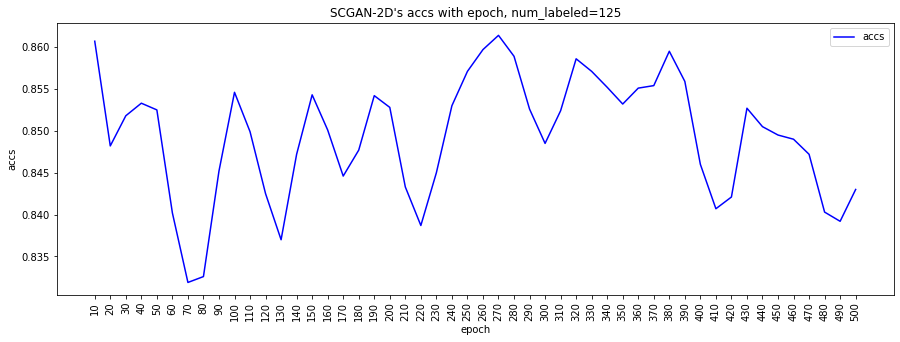 SCGAN-2D's accs with epoch, num_labeled=125
accs
0.860
0.855
0.850
0.845
0.840
0.835
accs
10 20 30 40 50 60 70 80 90 100 110 120 130 140 150 160 170 180 190 200 210 220 230 240 250 260 270 280 290 300 310 320 330 340 350 360 370 380 390 400 410 420 430 440 450 460 470 480 490 500
epoch